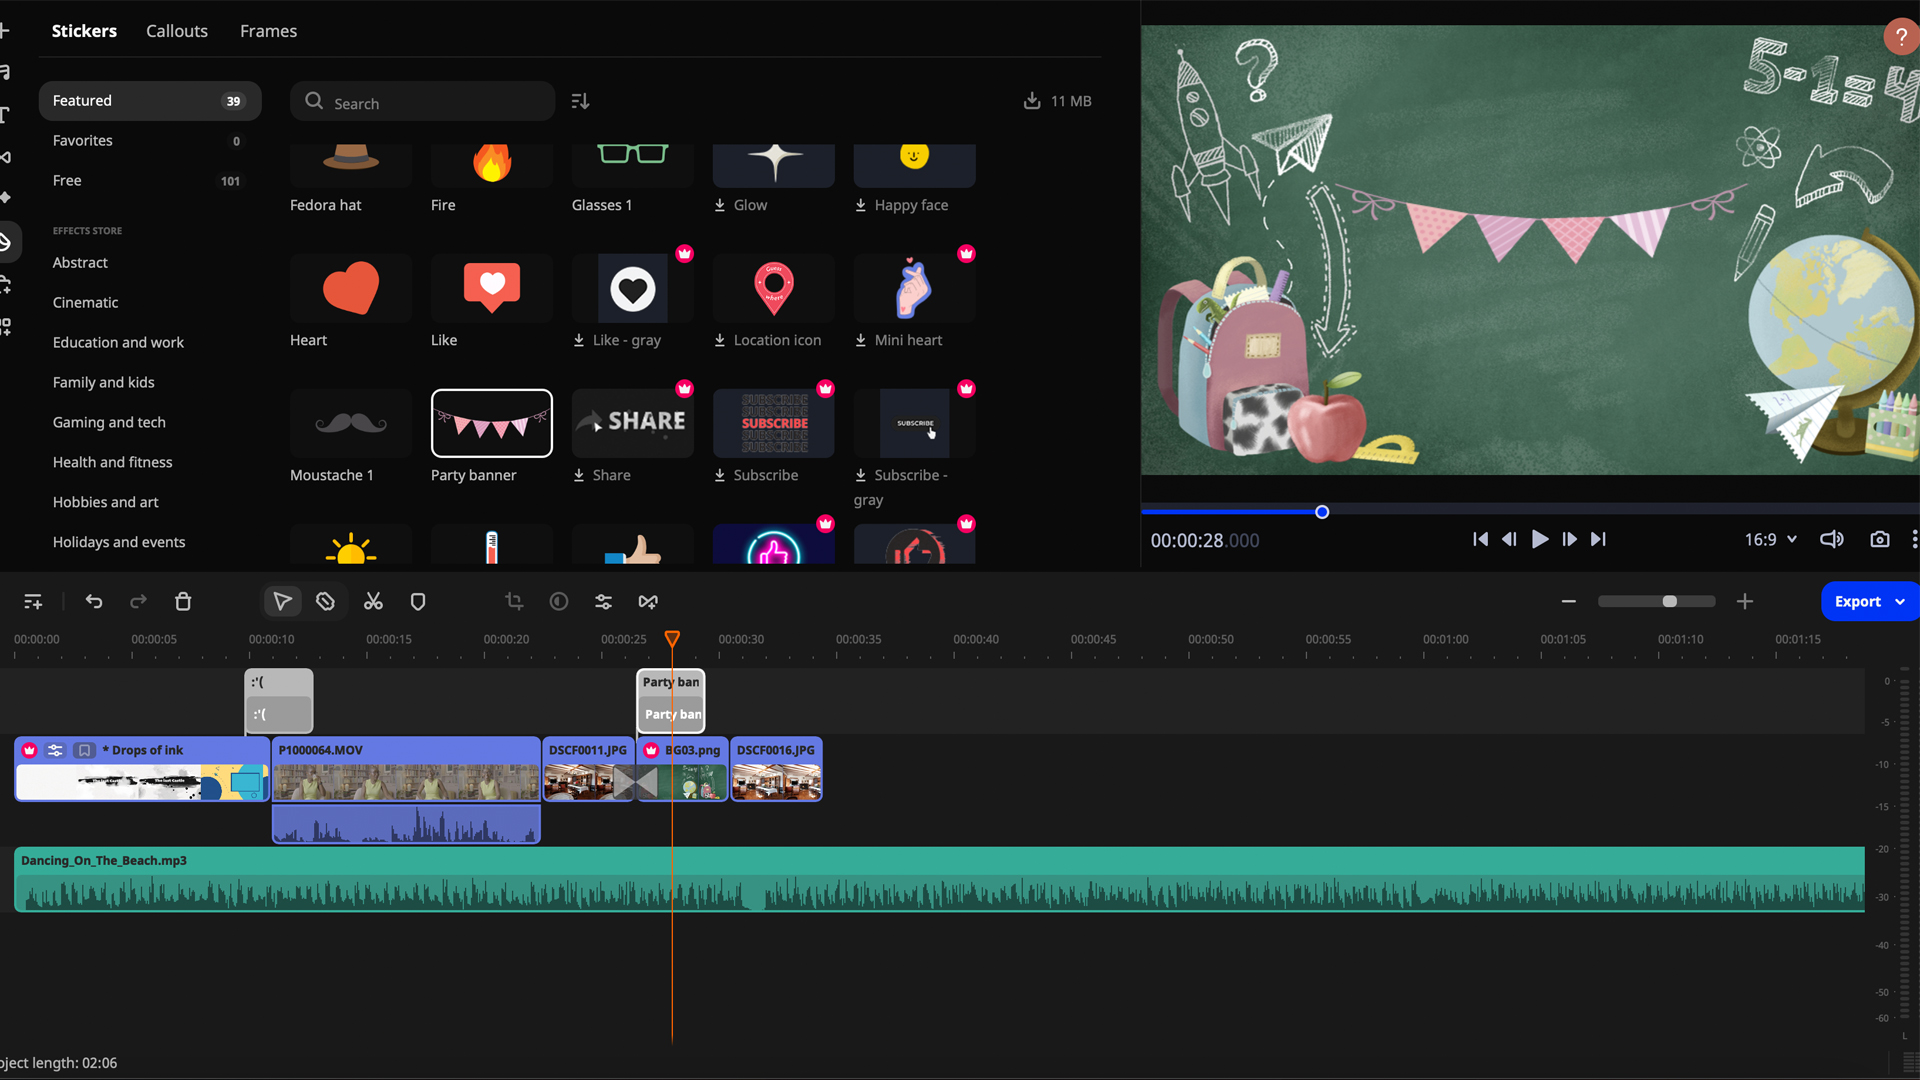 Stickers
Callouts
Frames
Featured 39
Favorites 0
Free 101
EFFECTS STORE
Abstract
Cinematic
Education and work
Family and kids
Gaming and tech
Health and fitness
Hobbies and art
Holidays and events
Search
11 MB
Fedora hat
Fire
Glasses 1
Glow
Happy face
Guess where
Heart
Like
Like - gray
Location icon
Mini heart
SHARE
SUBSCRIBE
SUBSCRIBE
SUBSCRIBE
SUBSCRIBE
SUBSCRIBE
SUBSCRIBE
Moustache 1
Party banner
Share
Subscribe
Subscribe -
gray
?
5-1=4
?
00:00:28.000
16:9
Export
00:00:00 00:00:05 00:00:10 00:00:15 00:00:20 00:00:25 00:00:30 00:00:35 00:00:40 00:00:45 00:00:50 00:00:55 00:01:00 00:01:05 00:01:10 00:01:15
:'(
:'(
Party ban
Party ban
* Drops of ink
P1000064.MOV
DSCF0011.JPG
BG03.png
DSCF0016.JPG
Dancing_On_The_Beach.mp3
0
-5
-10
-15
-20
-30
-40
-50
-60
L
oject length: 02:06